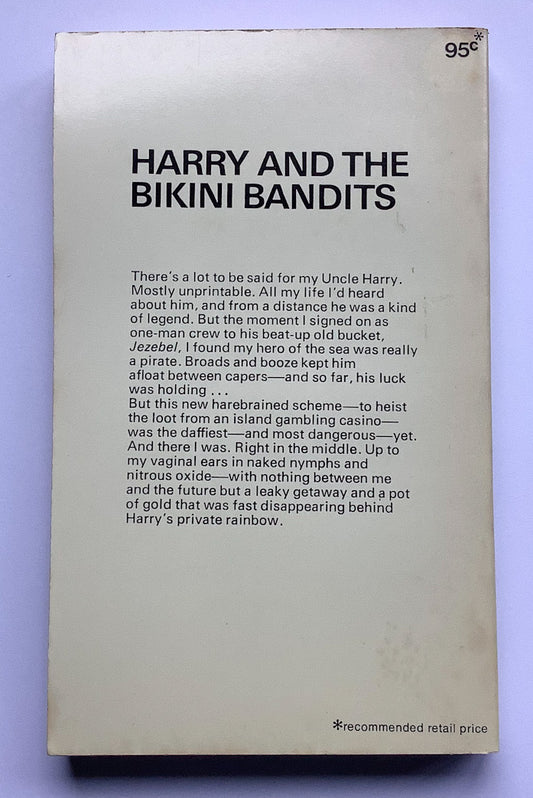 95c*
HARRY AND THE
BIKINI BANDITS
There's a lot to be said for my Uncle Harry.
Mostly unprintable. All my life I'd heard
about him, and from a distance he was a kind
of legend. But the moment I signed on as
one-man crew to his beat-up old bucket,
Jezebel, I found my hero of the sea was really
a pirate. Broads and booze kept him
afloat between capers—and so far, his luck
was holding ...
But this new harebrained scheme—to heist
the loot from an island gambling casino—
was the daffiest—and most dangerous—yet.
And there I was. Right in the middle. Up to
my vaginal ears in naked nymphs and
nitrous oxide—with nothing between me
and the future but a leaky getaway and a pot
of gold that was fast disappearing behind
Harry's private rainbow.
*recommended retail price